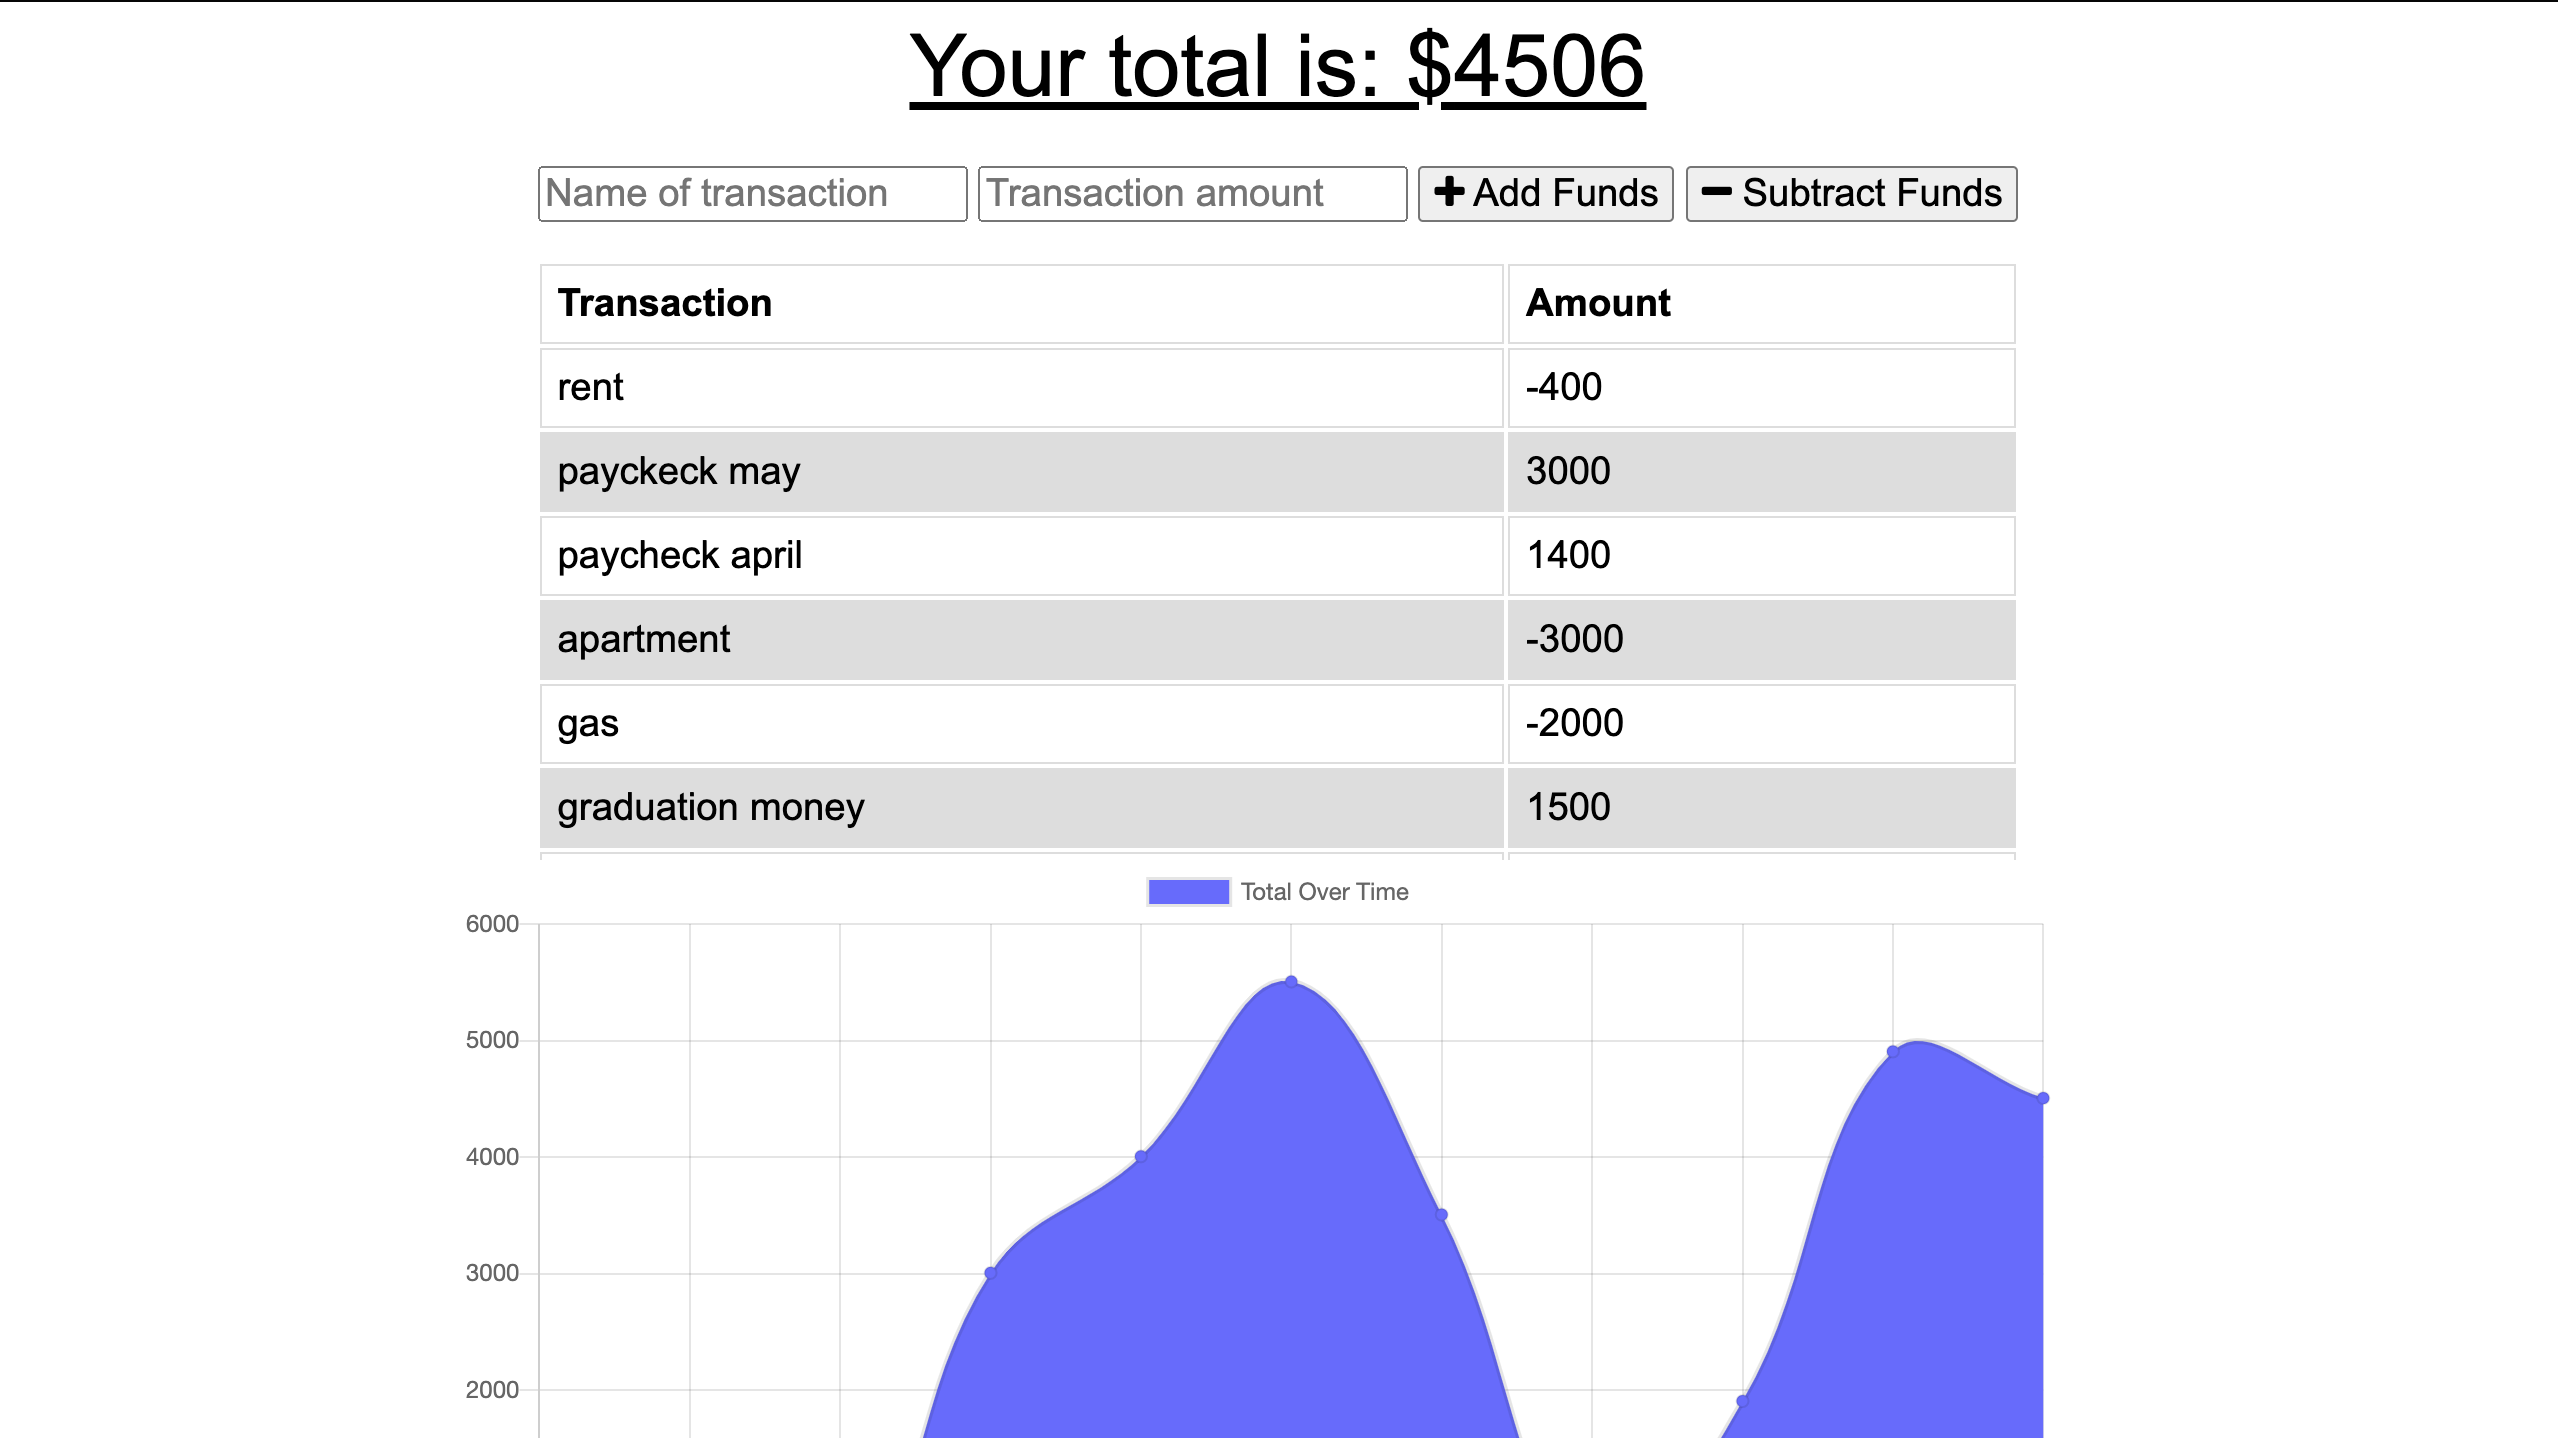 Your total is: $4506
Name of transaction Transaction amount Add Funds Subtract Funds
Transaction Amount
rent -400
payckeck may 3000
paycheck april 1400
apartment -3000
gas -2000
graduation money 1500
Total Over Time
6000
5000
4000
3000
2000